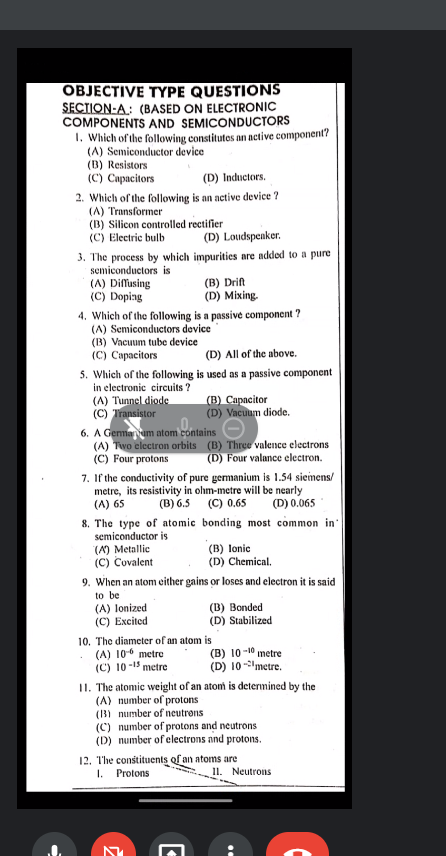 OBJECTIVE TYPE QUESTIONS
SECTION-A : (BASED ON ELECTRONIC
COMPONENTS AND SEMICONDUCTORS
1. Which of the following constitutes an active component?
(A) Semiconductor device
(B) Resistors
(C) Capacitors (D) Inductors.
2. Which of the following is an active device ?
(A) Transformer
(B) Silicon controlled rectifier
(C) Electric bulb (D) Loudspeaker.
3. The process by which impurities are added to a pure
semiconductors is
(A) Diffusing (B) Drift
(C) Doping (D) Mixing.
4. Which of the following is a passive component ?
(A) Semiconductors device
(B) Vacuum tube device
(C) Capacitors (D) All of the above.
5. Which of the following is used as a passive component
in electronic circuits ?
(A) Tunnel diode (B) Capacitor
(C) Transistor (D) Vacuum diode.
6. A Germanium atom contains
(A) Two electron orbits (B) Three valence electrons
(C) Four protons (D) Four valance electron.
7. If the conductivity of pure germanium is 1.54 siemens/
metre, its resistivity in ohm-metre will be nearly
(A) 65 (B) 6.5 (C) 0.65 (D) 0.065
8. The type of atomic bonding most common in
semiconductor is
(A) Metallic (B) Ionic
(C) Covalent (D) Chemical.
9. When an atom either gains or loses and electron it is said
to be
(A) Ionized (B) Bonded
(C) Excited (D) Stabilized
10. The diameter of an atom is
(A) 10⁻⁶ metre (B) 10⁻¹⁰ metre
(C) 10⁻¹⁵ metre (D) 10⁻²¹ metre.
11. The atomic weight of an atom is determined by the
(A) number of protons
(B) number of neutrons
(C) number of protons and neutrons
(D) number of electrons and protons.
12. The constituents of an atoms are
I. Protons II. Neutrons